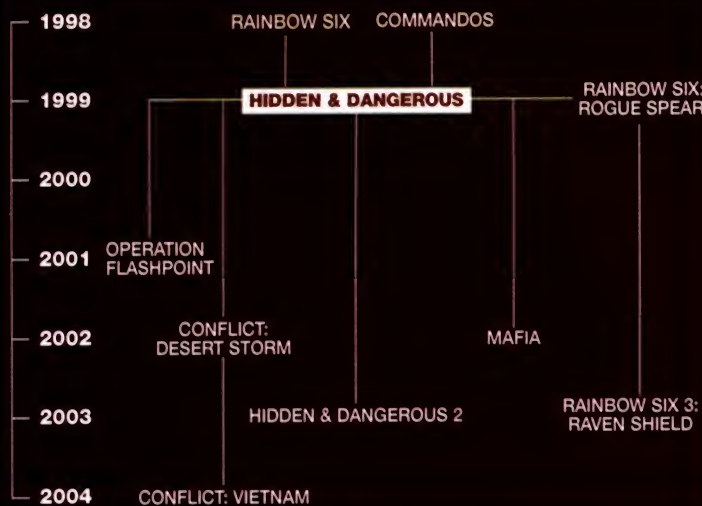 1998
RAINBOW SIX
COMMANDOS
1999
HIDDEN & DANGEROUS
RAINBOW SIX:
ROGUE SPEAR
2000
2001
OPERATION
FLASHPOINT
2002
CONFLICT:
DESERT STORM
MAFIA
2003
HIDDEN & DANGEROUS 2
RAINBOW SIX 3:
RAVEN SHIELD
2004
CONFLICT: VIETNAM